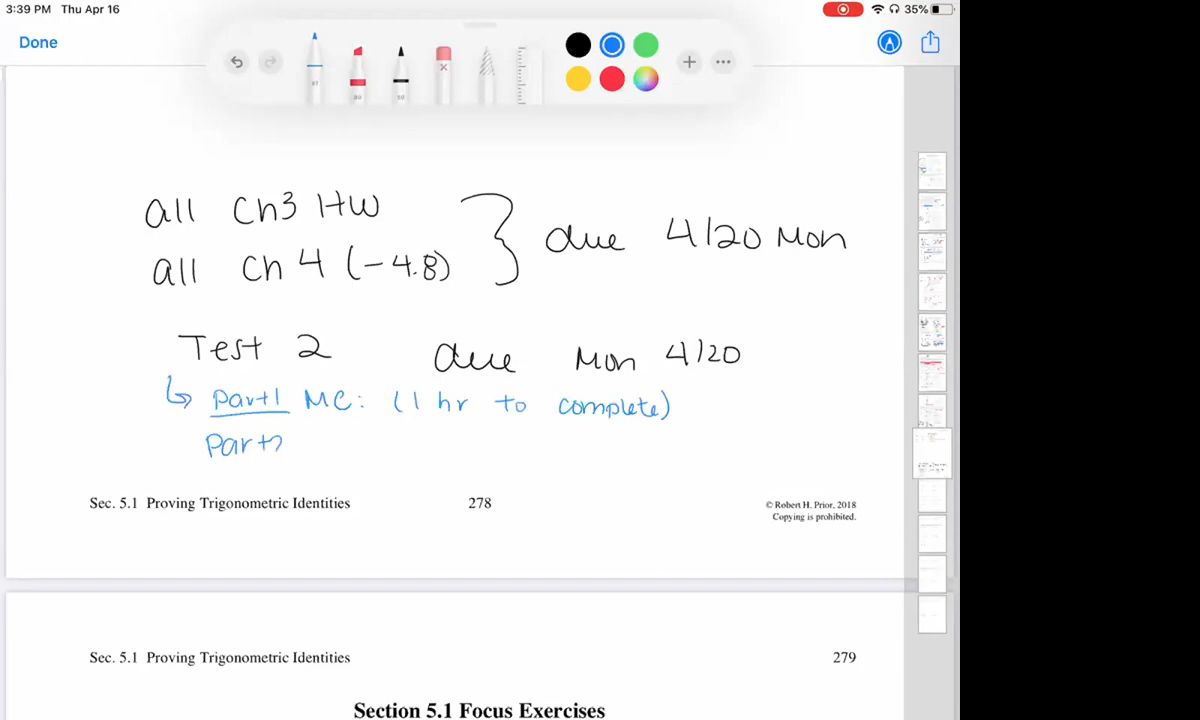 3:39 PM Thu Apr 16
35%
Done
all Ch3 HW
all Ch 4 (-4.8)
due 4/20 Mon
Test 2 due Mon 4/20
Part1 MC: (1 hr to complete)
Part2
Sec. 5.1 Proving Trigonometric Identities 278 © Robert H. Prior, 2018
Copying is prohibited.
Sec. 5.1 Proving Trigonometric Identities 279
Section 5.1 Focus Exercises